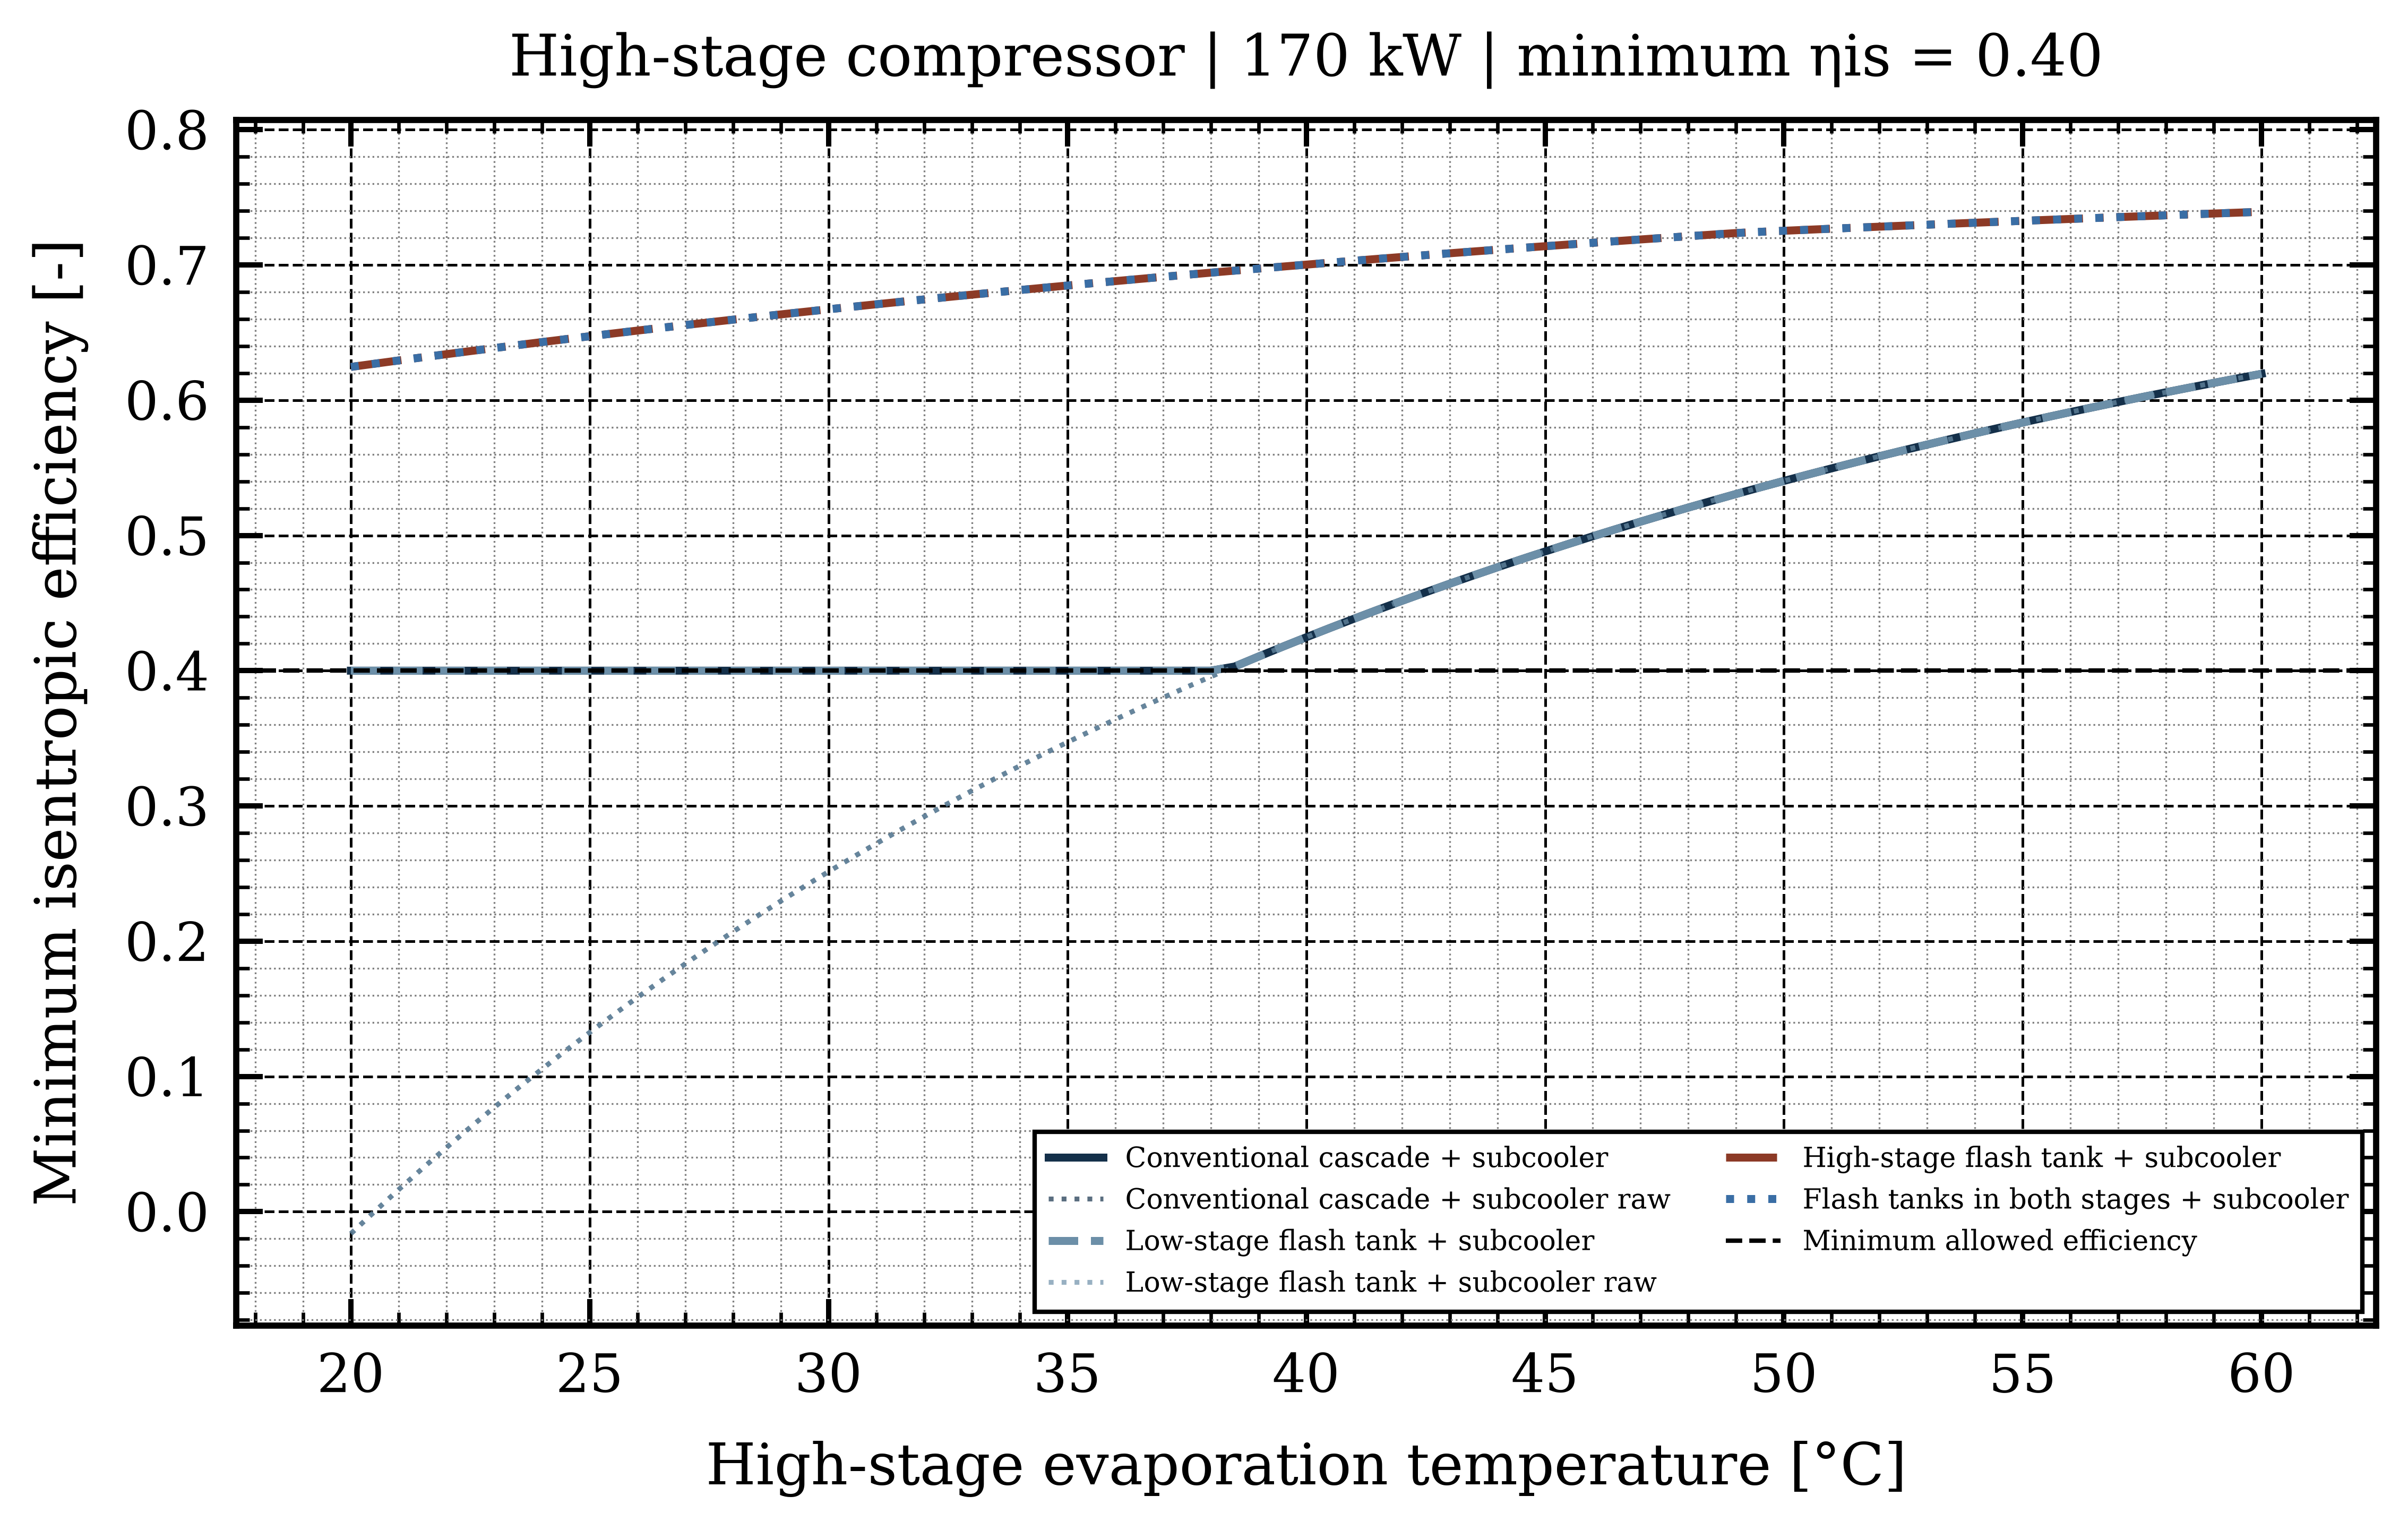 High-stage compressor | 170 kW | minimum ηis = 0.40
Minimum isentropic efficiency [-]
0.8
0.7
0.6
0.5
0.4
0.3
0.2
0.1
0.0
Conventional cascade + subcooler
Conventional cascade + subcooler raw
Low-stage flash tank + subcooler
Low-stage flash tank + subcooler raw
High-stage flash tank + subcooler
Flash tanks in both stages + subcooler
Minimum allowed efficiency
20 25 30 35 40 45 50 55 60
High-stage evaporation temperature [°C]